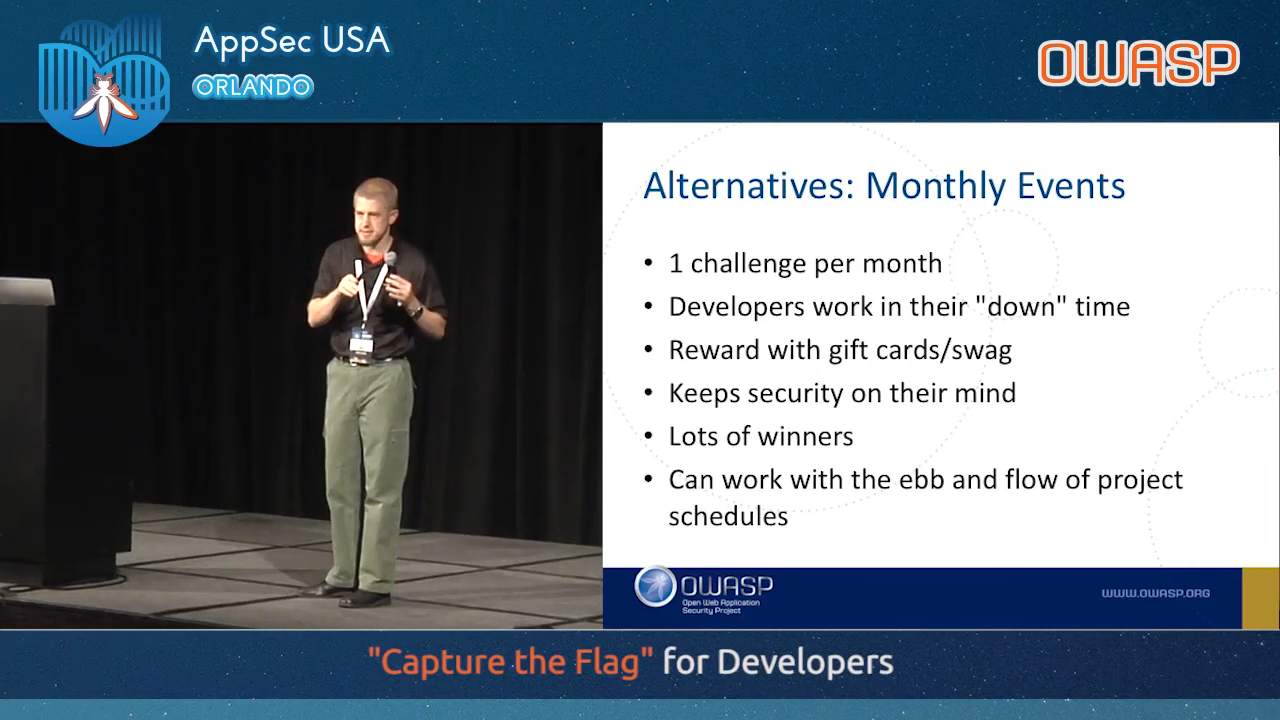 AppSec USA
ORLANDO
OWASP
Alternatives: Monthly Events
• 1 challenge per month
• Developers work in their "down" time
• Reward with gift cards/swag
• Keeps security on their mind
• Lots of winners
• Can work with the ebb and flow of project
schedules
OWASP
Open Web Application
Security Project
WWW.OWASP.ORG
"Capture the Flag" for Developers